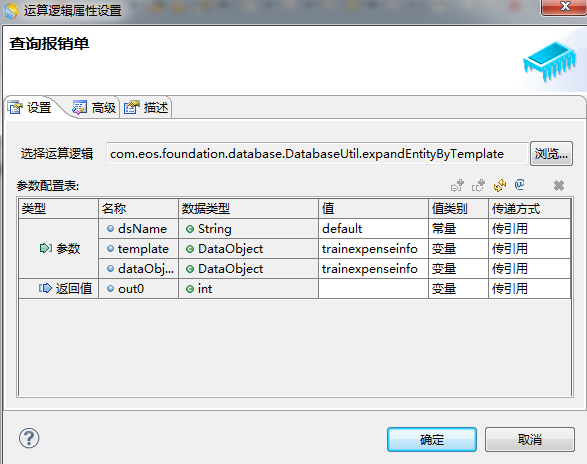 运算逻辑属性设置
查询报销单
设置 高级 描述
选择运算逻辑 com.eos.foundation.database.DatabaseUtil.expandEntityByTemplate 浏览...
参数配置表:
类型 名称 数据类型 值 值类别 传递方式
参数 dsName String default 常量 传引用
template DataObject trainexpenseinfo 变量 传引用
dataObj... DataObject trainexpenseinfo 变量 传引用
返回值 out0 int 变量 传引用
确定 取消